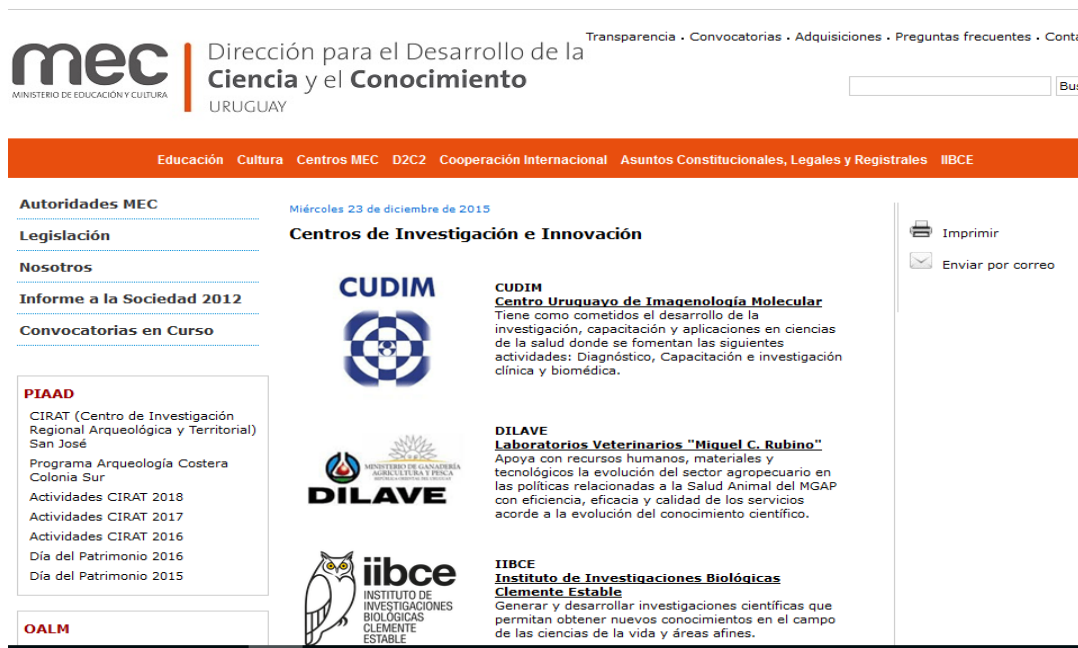 mec
MINISTERIO DE EDUCACIÓN Y CULTURA
Dirección para el Desarrollo de la
Ciencia y el Conocimiento
URUGUAY
Transparencia . Convocatorias . Adquisiciones . Preguntas frecuentes .
Educación Cultura Centros MEC D2C2 Cooperación Internacional Asuntos Constitucionales, Legales y Registrales IIBCE
Autoridades MEC
Legislación
Nosotros
Informe a la Sociedad 2012
Convocatorias en Curso
PIAAD
CIRAT (Centro de Investigación
Regional Arqueológica y Territorial)
San José
Programa Arqueología Costera
Colonia Sur
Actividades CIRAT 2018
Actividades CIRAT 2017
Actividades CIRAT 2016
Día del Patrimonio 2016
Día del Patrimonio 2015
OALM
Miércoles 23 de diciembre de 2015
Centros de Investigación e Innovación
CUDIM
CUDIM
Centro Uruguayo de Imagenología Molecular
Tiene como cometidos el desarrollo de la
investigación, capacitación y aplicaciones en ciencias
de la salud donde se fomentan las siguientes
actividades: Diagnóstico, Capacitación e investigación
clínica y biomédica.
MINISTERIO DE GANADERÍA
AGRICULTURA Y PESCA
DILAVE
DILAVE
Laboratorios Veterinarios "Miguel C. Rubino"
Apoya con recursos humanos, materiales y
tecnológicos la evolución del sector agropecuario en
las políticas relacionadas a la Salud Animal del MGAP
con eficiencia, eficacia y calidad de los servicios
acorde a la evolución del conocimiento científico.
iibce
INSTITUTO DE
INVESTIGACIONES
BIOLÓGICAS
CLEMENTE
ESTABLE
IIBCE
Instituto de Investigaciones Biológicas
Clemente Estable
Generar y desarrollar investigaciones científicas que
permitan obtener nuevos conocimientos en el campo
de las ciencias de la vida y áreas afines.
Imprimir
Enviar por correo